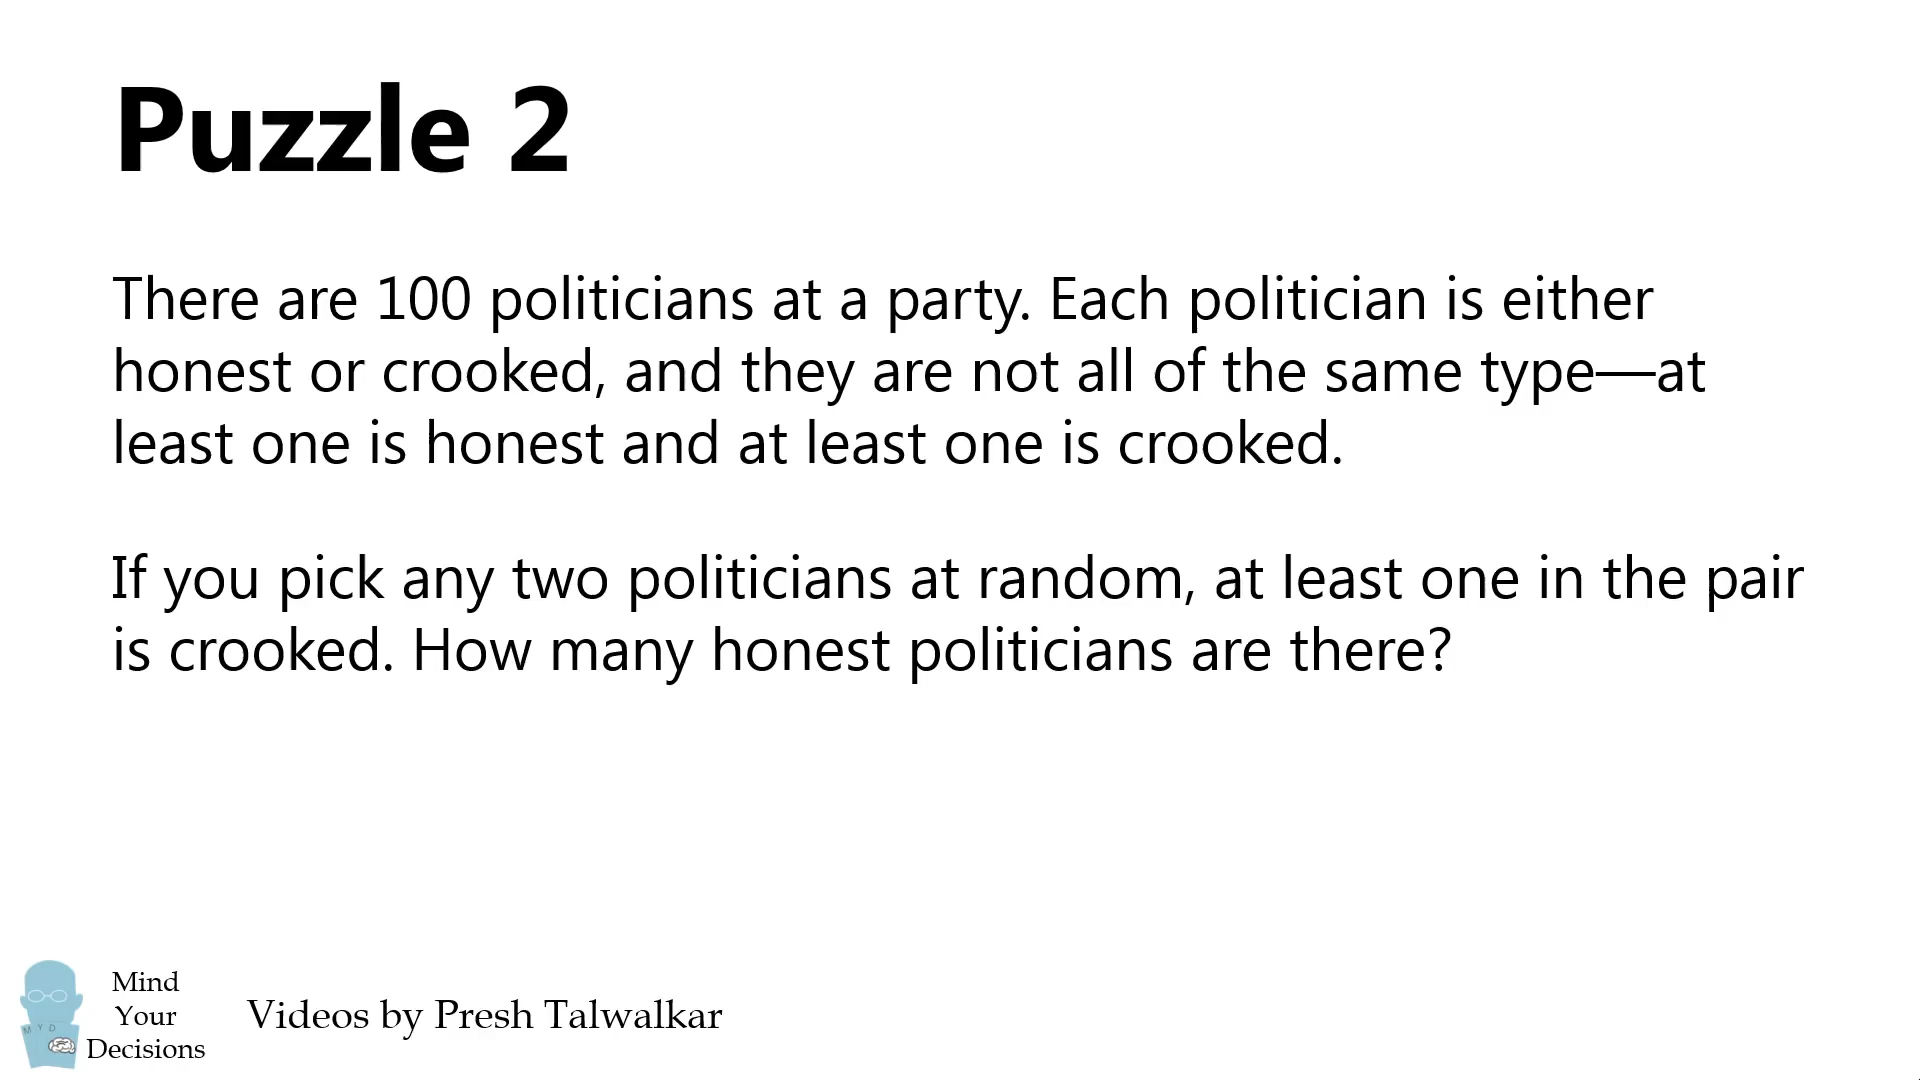 Puzzle 2
There are 100 politicians at a party. Each politician is either
honest or crooked, and they are not all of the same type—at
least one is honest and at least one is crooked.
If you pick any two politicians at random, at least one in the pair
is crooked. How many honest politicians are there?
Mind
Your
Decisions
Videos by Presh Talwalkar
M Y D